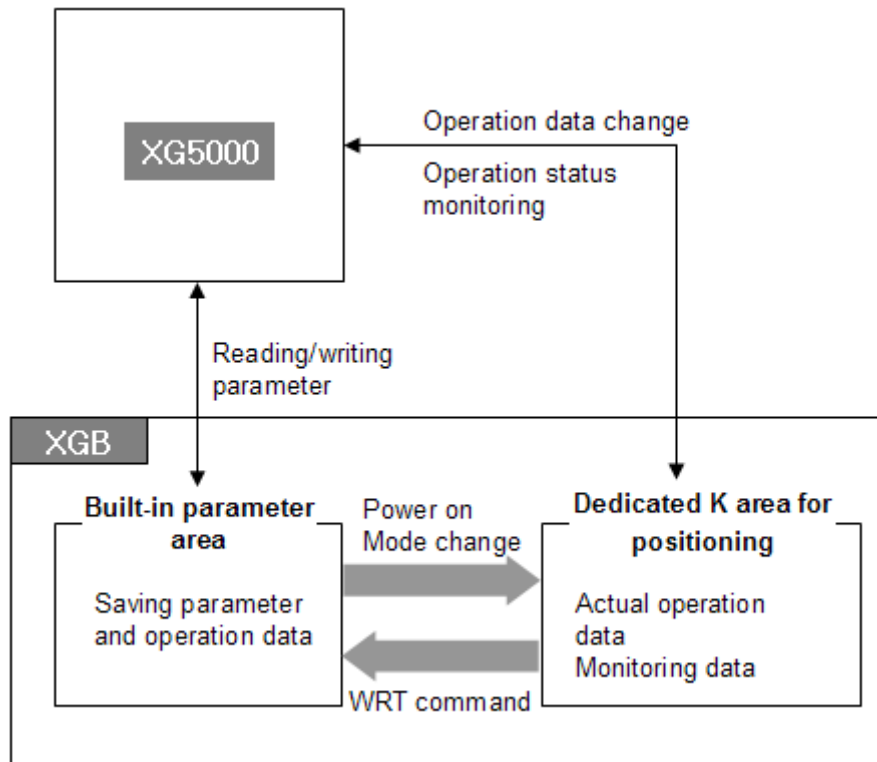 XG5000
Operation data change
Operation status
monitoring
Reading/writing
parameter
XGB
Built-in parameter
area
Saving parameter
and operation data
Power on
Mode change
WRT command
Dedicated K area for
positioning
Actual operation
data
Monitoring data